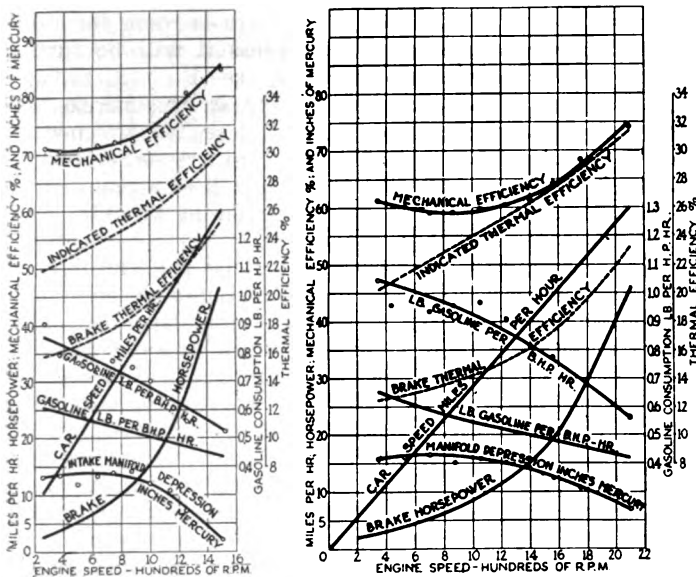 MILES PER HR. HORSEPOWER; MECHANICAL EFFICIENCY %; AND INCHES OF MERCURY
90
80
70
60
50
40
30
20
10
0
MECHANICAL EFFICIENCY
INDICATED THERMAL EFFICIENCY
BRAKE THERMAL EFFICIENCY
CAR SPEED MILES PER HR.
GASOLINE LB. PER B.H.P. H.R.
GASOLINE LB. PER B.H.P.-HR.
INTAKE MANIFOLD DEPRESSION INCHES MERCURY
BRAKE HORSEPOWER
1.2
1.1
1.0
0.9
0.8
0.7
0.6
0.5
0.4
GASOLINE CONSUMPTION LB. PER H.P. HR.
34
32
30
28
26
24
22
20
18
16
14
12
10
8
THERMAL EFFICIENCY %
2 4 6 8 10 12 14 16
ENGINE SPEED - HUNDREDS OF R.P.M.
MILES PER HR, HORSEPOWER; MECHANICAL EFFICIENCY %; AND INCHES OF MERCURY
90
80
70
60
50
40
30
20
10
0
MECHANICAL EFFICIENCY
INDICATED THERMAL EFFICIENCY
LB. GASOLINE PER B.H.P. HR.
BRAKE THERMAL EFFICIENCY
CAR SPEED MILES PER HOUR
LB. GASOLINE PER B.H.P.-HR.
MANIFOLD DEPRESSION INCHES MERCURY
BRAKE HORSEPOWER
1.3
1.2
1.1
1.0
0.9
0.8
0.7
0.6
0.5
0.4
GASOLINE CONSUMPTION LB. PER H.P. HR.
34
32
30
28
26
24
22
20
18
16
14
12
10
8
THERMAL EFFICIENCY %
2 4 6 8 10 12 14 16 18 20 22
ENGINE SPEED - HUNDREDS OF R.P.M